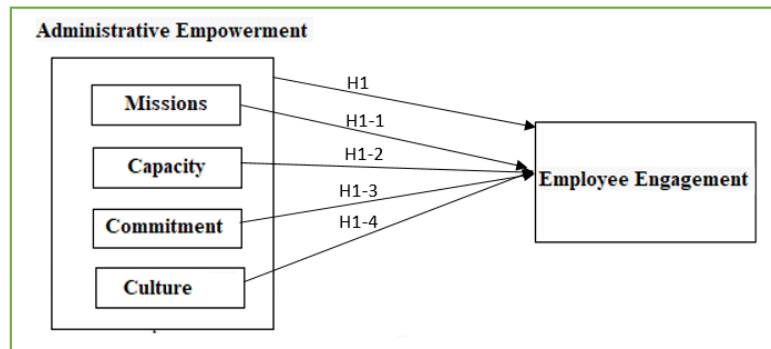 Administrative Empowerment
H1
Missions
H1-1
Capacity
H1-2
Employee Engagement
H1-3
Commitment
H1-4
Culture